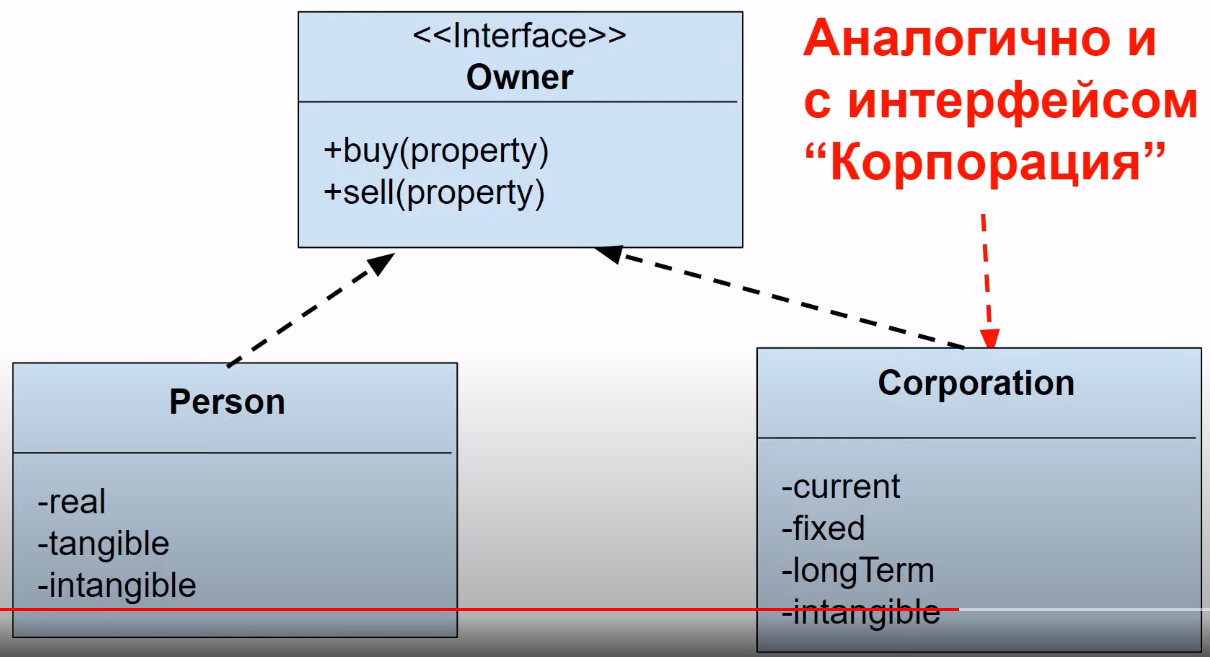 <<Interface>>
Owner
+buy(property)
+sell(property)
Аналогично и
с интерфейсом
“Корпорация”
Person
-real
-tangible
-intangible
Corporation
-current
-fixed
-longTerm
-intangible